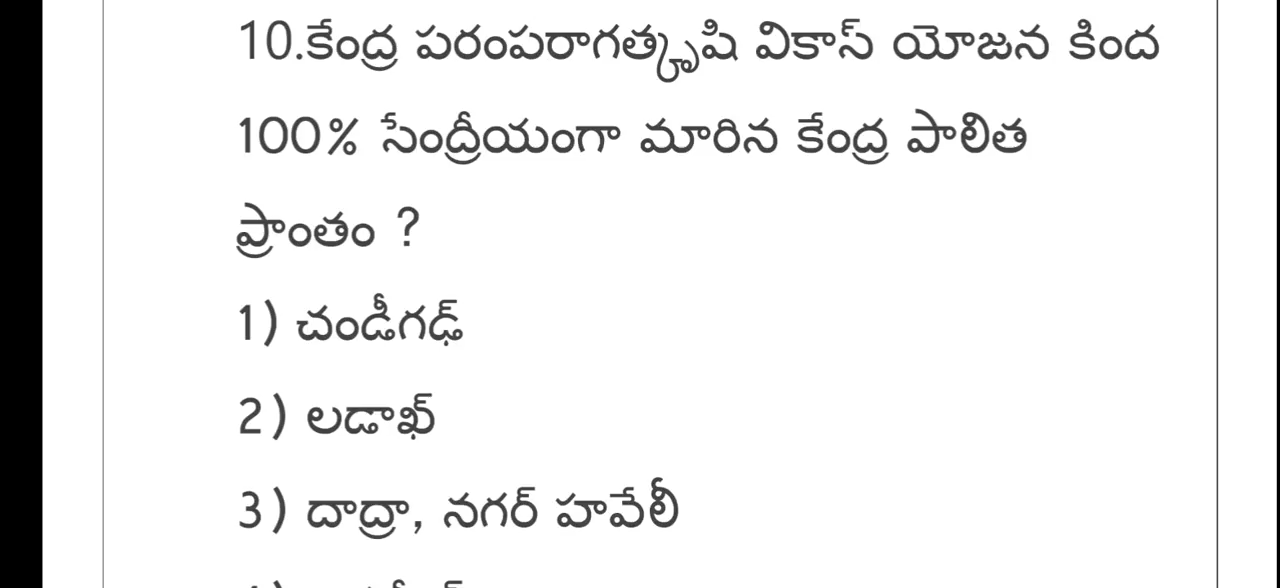 10.కేంద్ర పరంపరాగత్కృషి వికాస్ యోజన కింద
100% సేంద్రీయంగా మారిన కేంద్ర పాలిత
ప్రాంతం ?
1) చండీగఢ్
2) లడాఖ్
3) దాద్రా, నగర్ హవేలీ